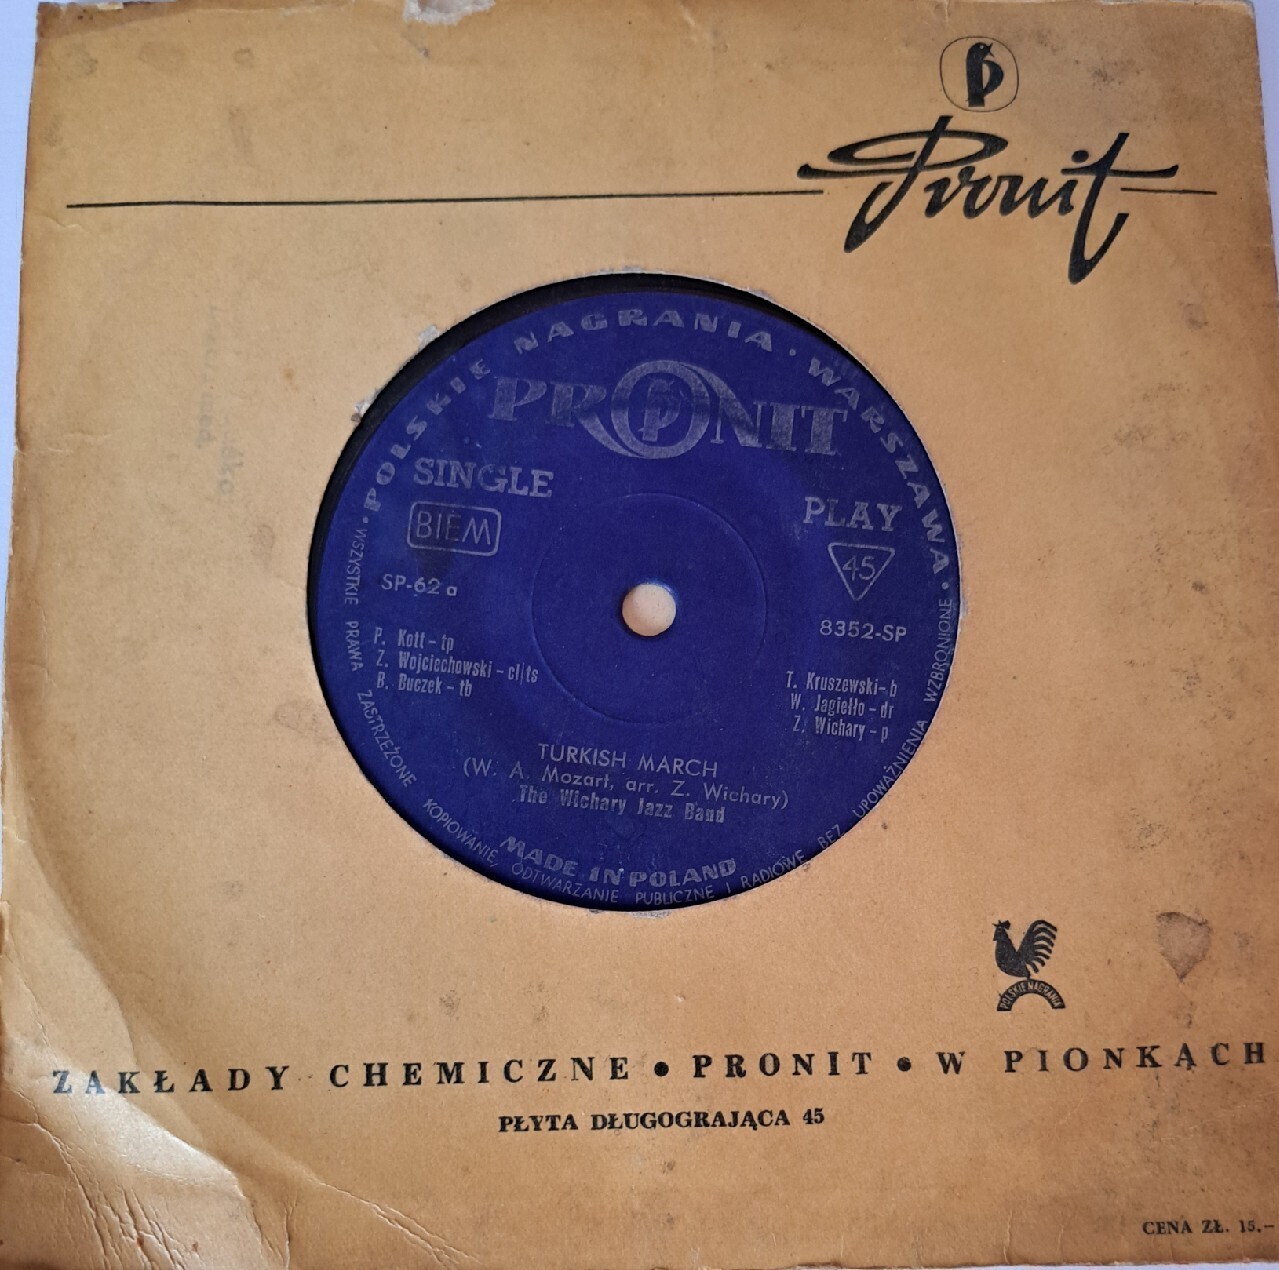 Pronit
POLSKIE NAGRANIA · WARSZAWA ·
PRONIT
SINGLE
PLAY
BIEM
45
SP-62 a
8352-SP
P. Kott – tp
Z. Wojciechowski – cl/ts
B. Buczek – tb
T. Kruszewski – b
W. Jagiełło – dr
Z. Wichary – p
TURKISH MARCH
(W. A. Mozart, arr. Z. Wichary)
The Wichary Jazz Band
MADE IN POLAND
WSZYSTKIE PRAWA ZASTRZEŻONE KOPIOWANIE, ODTWARZANIE PUBLICZNE I RADIOWE BEZ UPOWAŻNIENIA WZBRONIONE
POLSKIE NAGRANIA
ZAKŁADY CHEMICZNE • PRONIT • W PIONKACH
PŁYTA DŁUGOGRAJĄCA 45
CENA ZŁ. 15.–